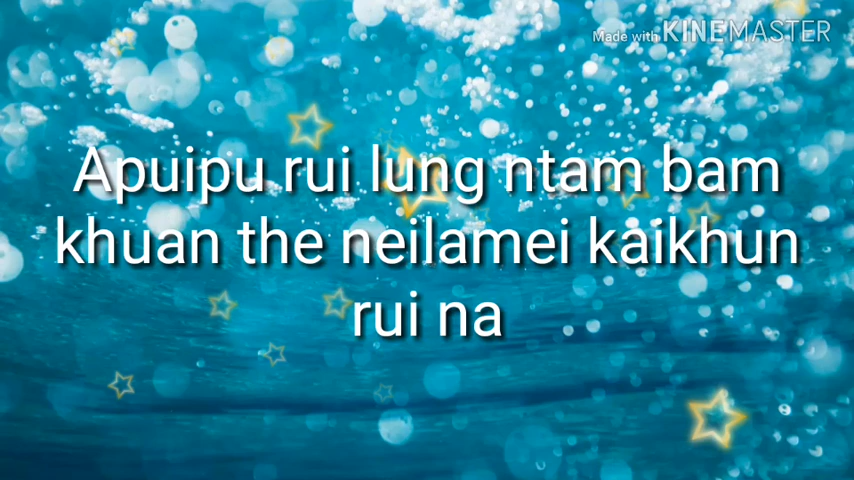 Made with KINEMASTER
Apuipu rui lung ntam bam
khuan the neilamei kaikhun
rui na